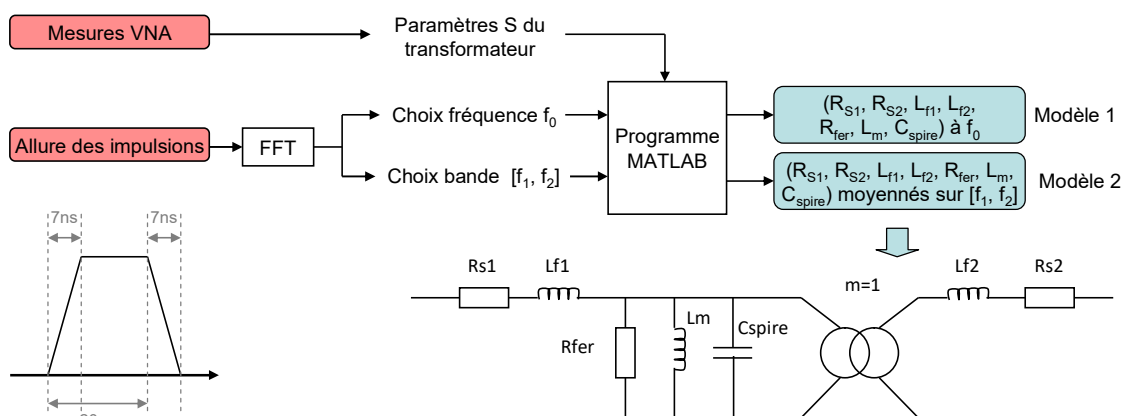 Mesures VNA
Paramètres S du
transformateur
Allure des impulsions
FFT
Choix fréquence f0
Choix bande [f1, f2]
Programme
MATLAB
(RS1, RS2, Lf1, Lf2,
Rfer, Lm, Cspire) à f0
Modèle 1
(RS1, RS2, Lf1, Lf2, Rfer, Lm,
Cspire) moyennés sur [f1, f2]
Modèle 2
7ns
7ns
Rs1
Lf1
Rfer
Lm
Cspire
m=1
Lf2
Rs2